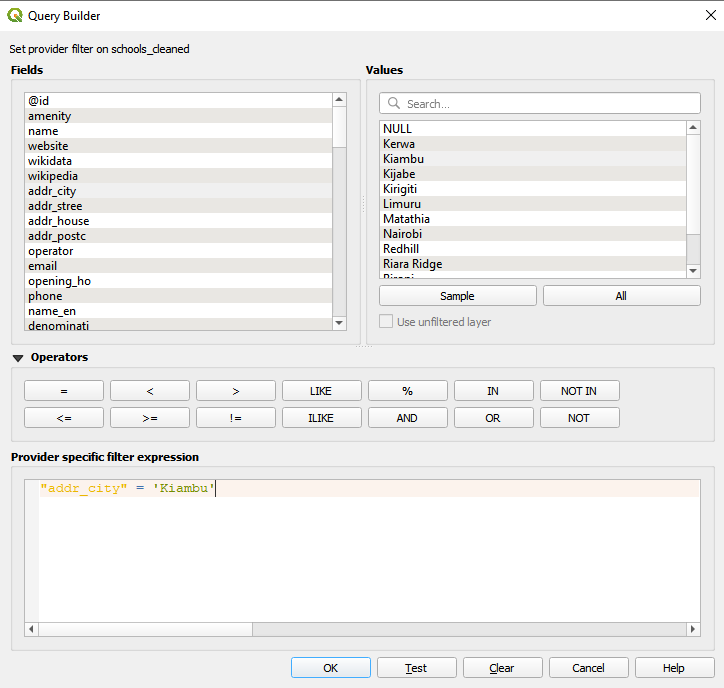 Query Builder
Set provider filter on schools_cleaned
Fields
@id
amenity
name
website
wikidata
wikipedia
addr_city
addr_stree
addr_house
addr_postc
operator
email
opening_ho
phone
name_en
denominati
Values
Search...
NULL
Kerwa
Kiambu
Kijabe
Kirigiti
Limuru
Matathia
Nairobi
Redhill
Riara Ridge
Sample All
Use unfiltered layer
Operators
= < > LIKE % IN NOT IN
<= >= != ILIKE AND OR NOT
Provider specific filter expression
"addr_city" = 'Kiambu'
OK Test Clear Cancel Help